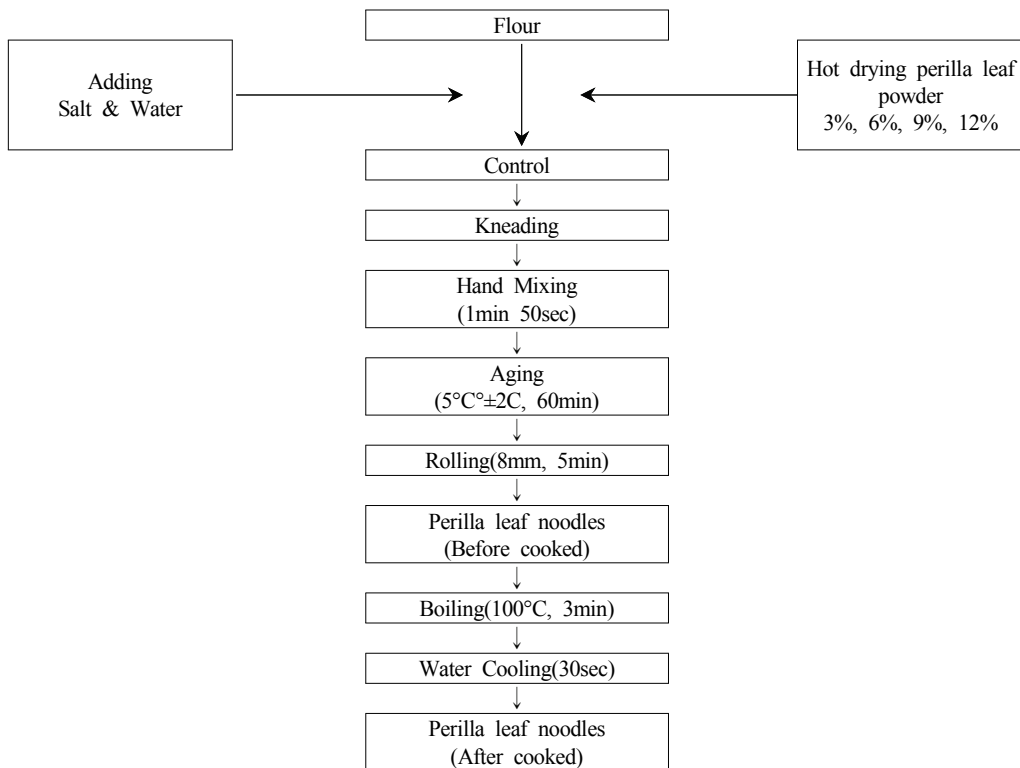 Flour
Adding
Salt & Water
Hot drying perilla leaf
powder
3%, 6%, 9%, 12%
Control
Kneading
Hand Mixing
(1min 50sec)
Aging
(5°C°±2C, 60min)
Rolling(8mm, 5min)
Perilla leaf noodles
(Before cooked)
Boiling(100°C, 3min)
Water Cooling(30sec)
Perilla leaf noodles
(After cooked)